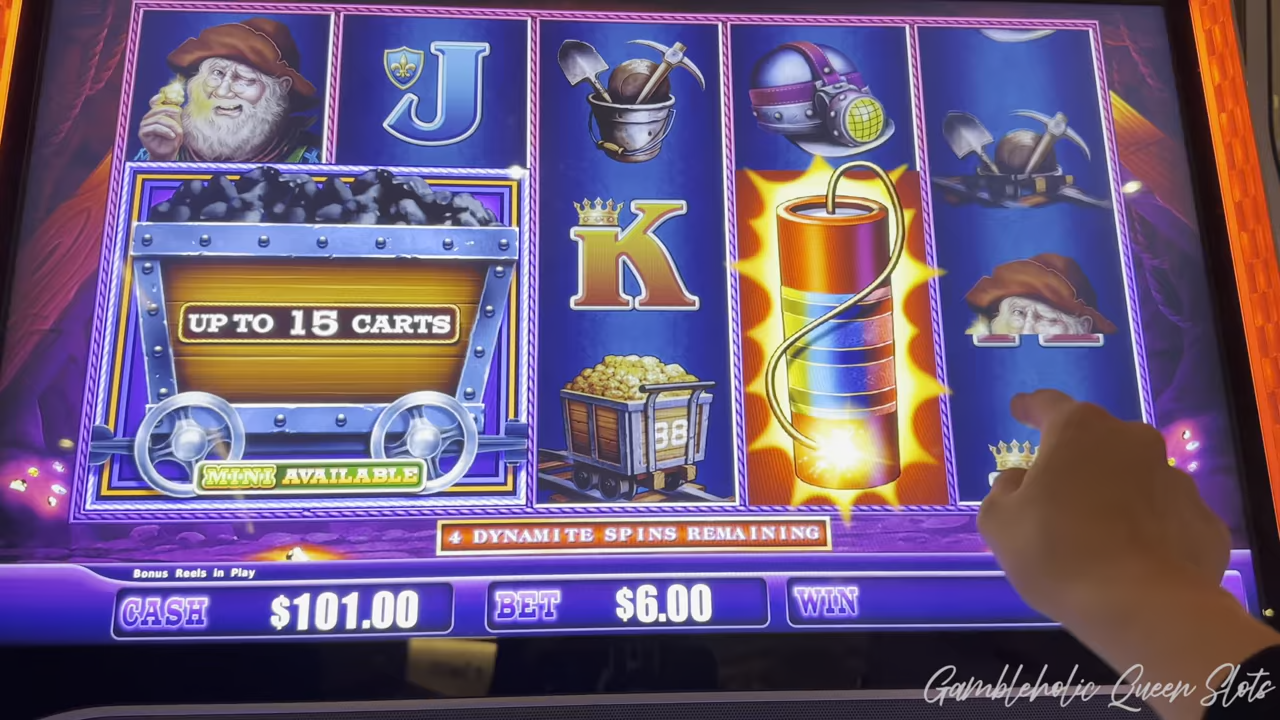 J
K
UP TO 15 CARTS
88
MINI AVAILABLE
4 DYNAMITE SPINS REMAINING
Bonus Reels in Play
CASH $101.00 BET $6.00 WIN
Gambleholic Queen Slots